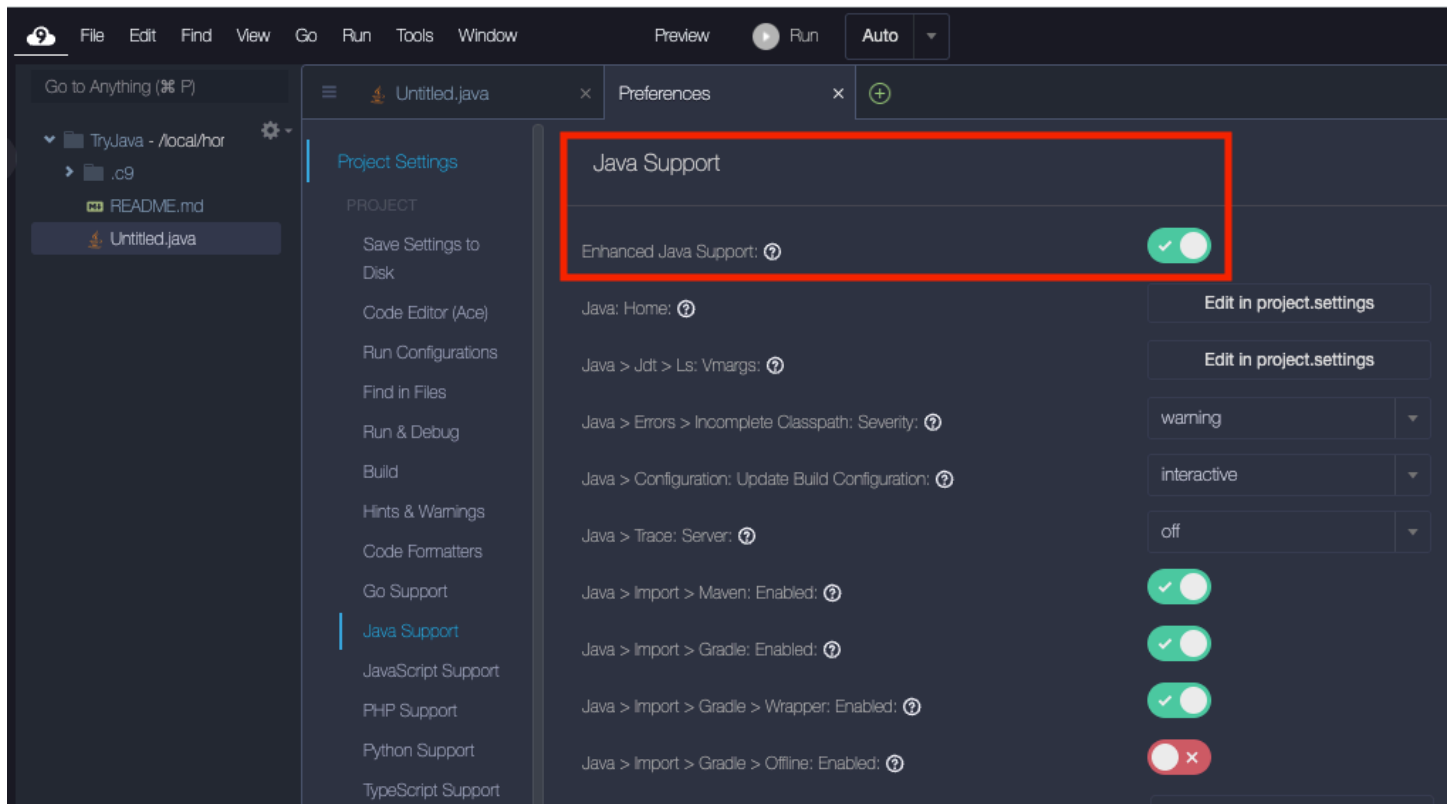 9 File Edit Find View Go Run Tools Window Preview Run Auto
Go to Anything (⌘ P)
TryJava - /local/hor
.c9
README.md
Untitled.java
Untitled.java
Preferences
Project Settings
PROJECT
Save Settings to
Disk
Code Editor (Ace)
Run Configurations
Find in Files
Run & Debug
Build
Hints & Warnings
Code Formatters
Go Support
Java Support
JavaScript Support
PHP Support
Python Support
TypeScript Support
Java Support
Enhanced Java Support:
Java: Home: Edit in project.settings
Java > Jdt > Ls: Vmargs: Edit in project.settings
Java > Errors > Incomplete Classpath: Severity: warning
Java > Configuration: Update Build Configuration: interactive
Java > Trace: Server: off
Java > Import > Maven: Enabled:
Java > Import > Gradle: Enabled:
Java > Import > Gradle > Wrapper: Enabled:
Java > Import > Gradle > Offline: Enabled: